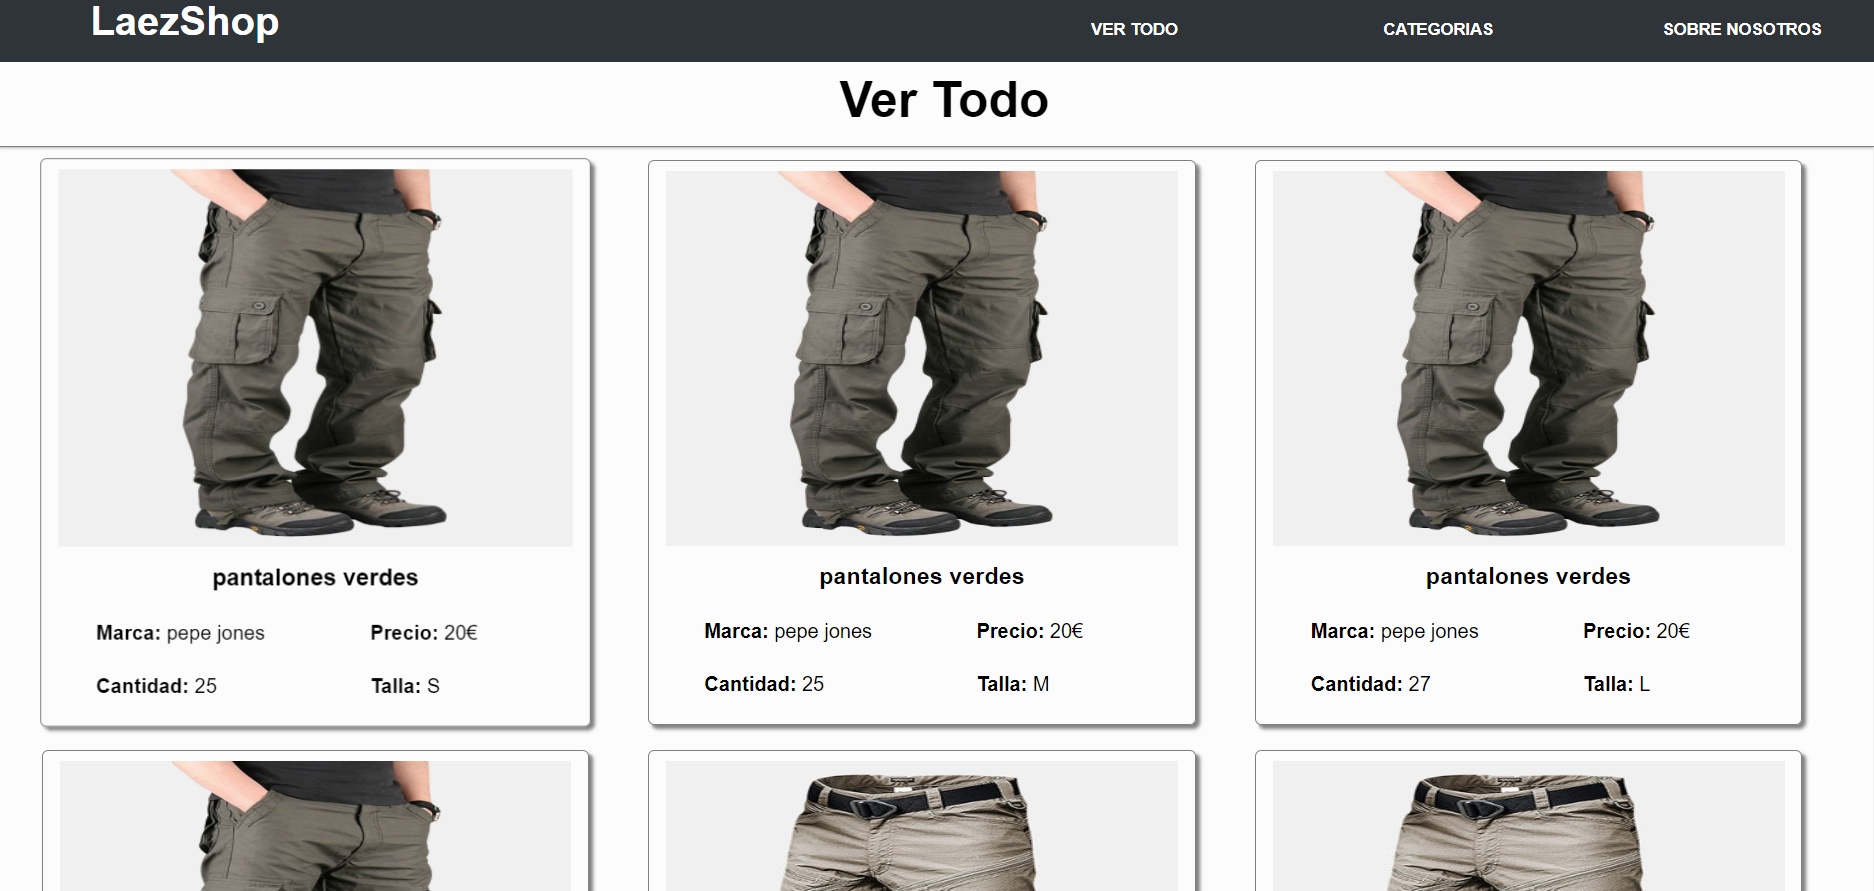 LaezShop
VER TODO
CATEGORIAS
SOBRE NOSOTROS
Ver Todo
pantalones verdes
Marca: pepe jones
Precio: 20€
Cantidad: 25
Talla: S
pantalones verdes
Marca: pepe jones
Precio: 20€
Cantidad: 25
Talla: M
pantalones verdes
Marca: pepe jones
Precio: 20€
Cantidad: 27
Talla: L